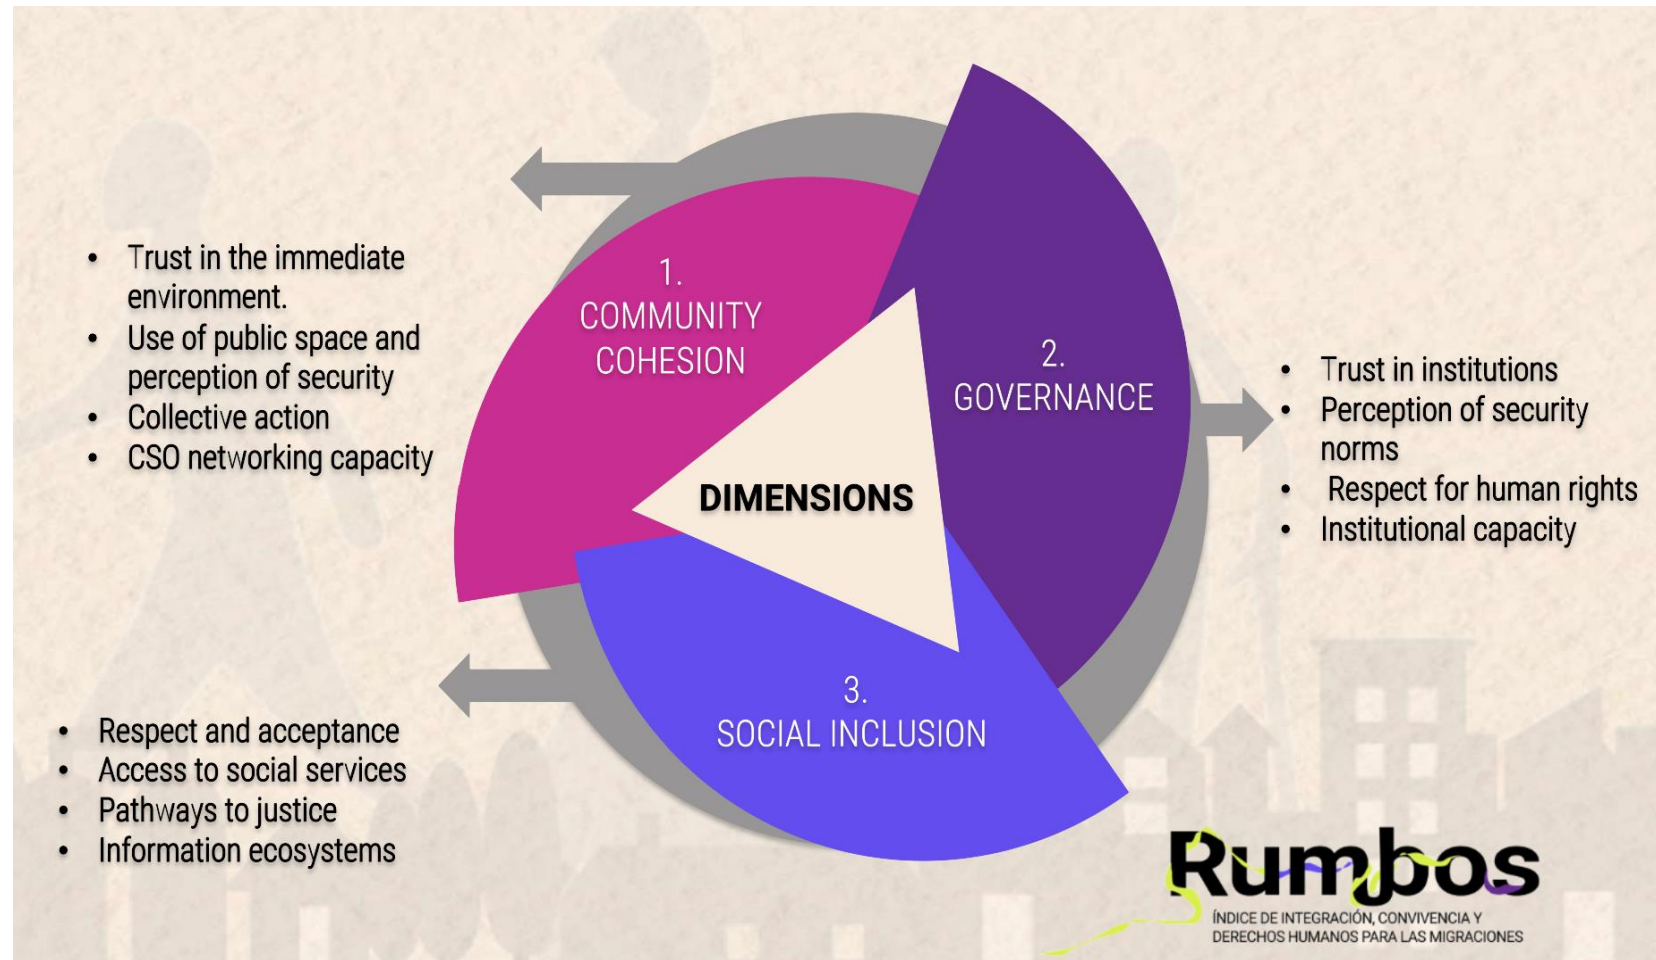 • Trust in the immediate
environment.
• Use of public space and
perception of security
• Collective action
• CSO networking capacity
1.
COMMUNITY
COHESION
2.
GOVERNANCE
• Trust in institutions
• Perception of security
norms
• Respect for human rights
• Institutional capacity
DIMENSIONS
3.
SOCIAL INCLUSION
• Respect and acceptance
• Access to social services
• Pathways to justice
• Information ecosystems
Rumbos
ÍNDICE DE INTEGRACIÓN, CONVIVENCIA Y
DERECHOS HUMANOS PARA LAS MIGRACIONES